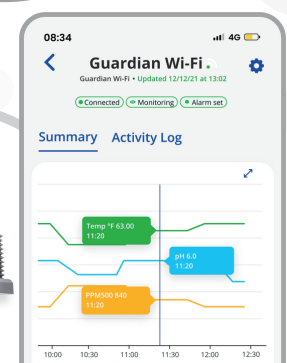 08:34 4G
Guardian Wi-Fi
Guardian Wi-Fi • Updated 12/12/21 at 13:02
Connected Monitoring Alarm set
Summary Activity Log
Temp °F 63.00
11:20
pH 6.0
11:20
PPM500 840
11:20
10:00 10:30 11:00 11:30 12:00 12:30